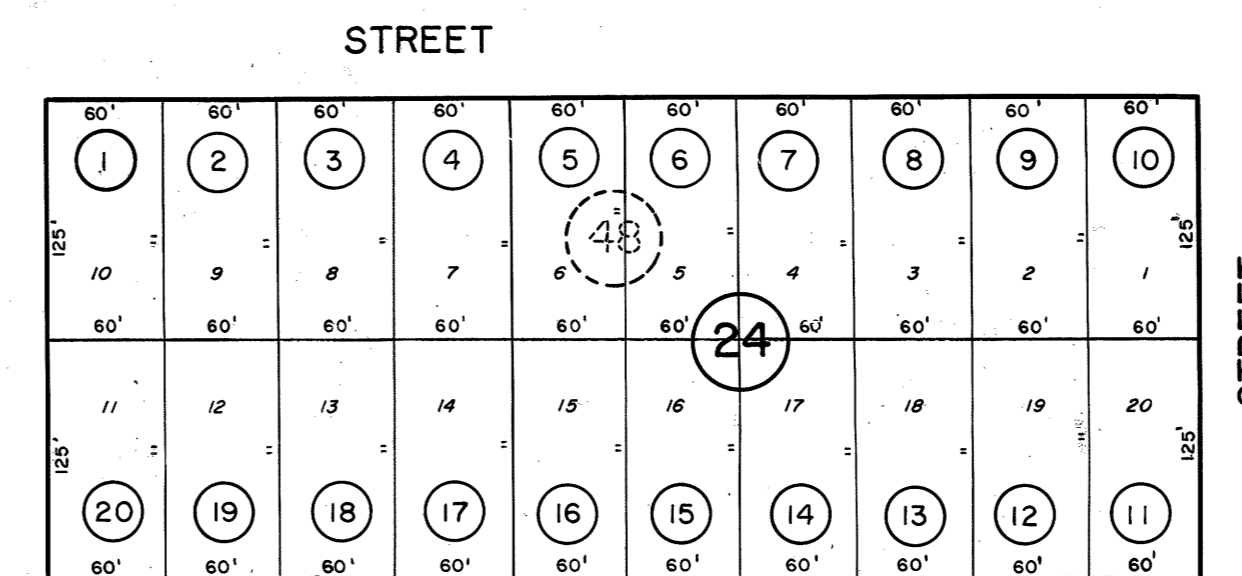 STREET
60' 60' 60' 60' 60' 60' 60' 60' 60' 60'
1 2 3 4 5 6 7 8 9 10
125' = = = = = = = = = 125'
48
10 9 8 7 6 5 4 3 2 1
60' 60' 60' 60' 60' 60' 60' 60' 60' 60'
24
11 12 13 14 15 16 17 18 19 20
125' = = = = = = = = = 125'
20 19 18 17 16 15 14 13 12 11
60' 60' 60' 60' 60' 60' 60' 60' 60' 60'